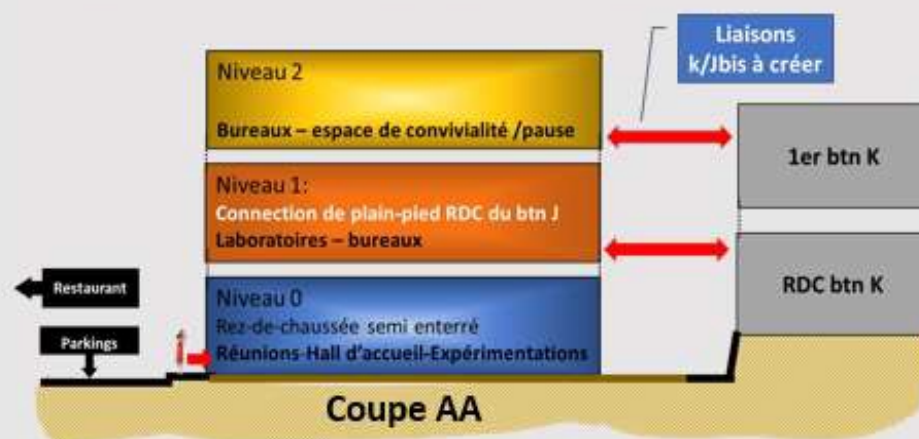 Liaisons
k/Jbis à créer
Niveau 2
Bureaux – espace de convivialité /pause
1er btn K
Niveau 1:
Connection de plain-pied RDC du btn J
Laboratoires – bureaux
RDC btn K
Restaurant
Niveau 0
Rez-de-chaussée semi enterré
Réunions-Hall d'accueil-Expérimentations
Parkings
Coupe AA